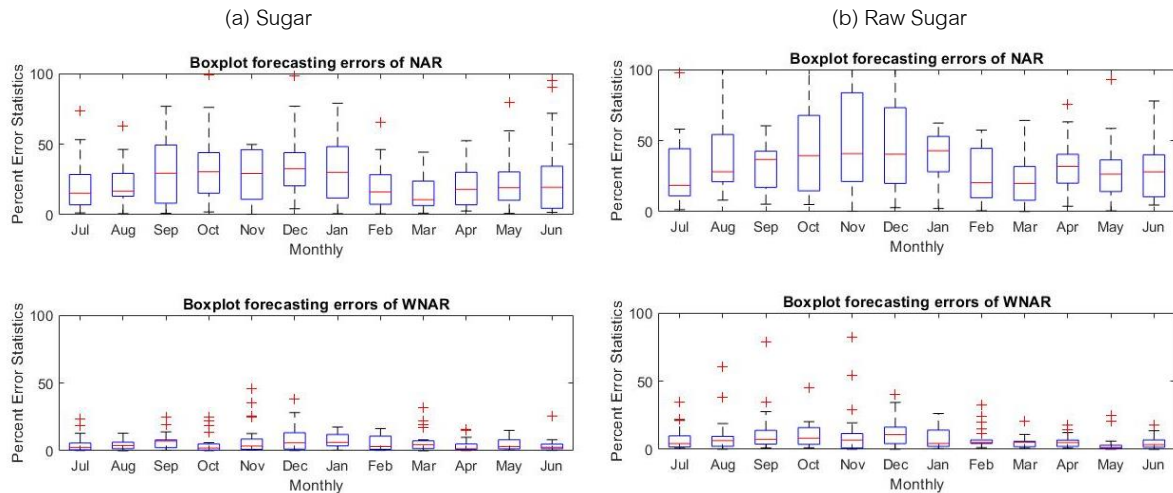 (a) Sugar
Boxplot forecasting errors of NAR
Percent Error Statistics
100
50
0
Jul Aug Sep Oct Nov Dec Jan Feb Mar Apr May Jun
Monthly
Boxplot forecasting errors of WNAR
Percent Error Statistics
100
50
0
Jul Aug Sep Oct Nov Dec Jan Feb Mar Apr May Jun
Monthly
(b) Raw Sugar
Boxplot forecasting errors of NAR
Percent Error Statistics
100
50
0
Jul Aug Sep Oct Nov Dec Jan Feb Mar Apr May Jun
Monthly
Boxplot forecasting errors of WNAR
Percent Error Statistics
100
50
0
Jul Aug Sep Oct Nov Dec Jan Feb Mar Apr May Jun
Monthly